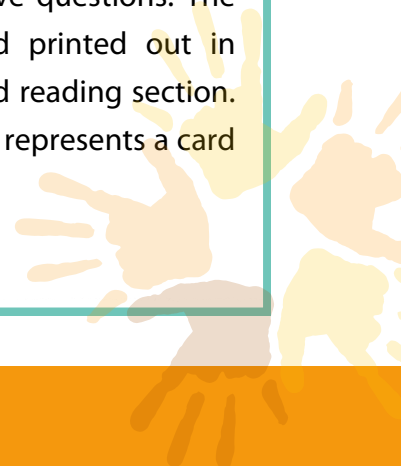 ve questions. The
d printed out in
d reading section.
represents a card